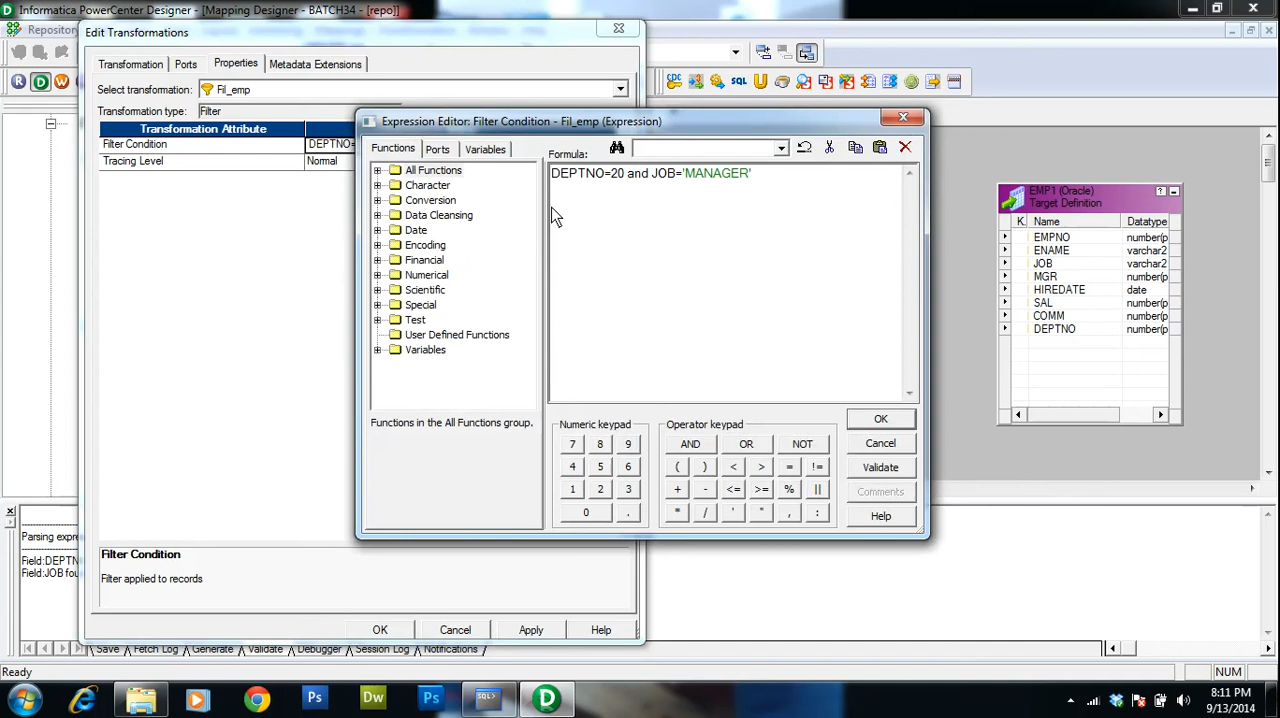 Informatica PowerCenter Designer - [Mapping Designer - BATCH34 - [repo]]
Repository
Edit Transformations
Transformation Ports Properties Metadata Extensions
Select transformation: Fil_emp
Transformation type: Filter
Transformation Attribute
Filter Condition DEPTNO=
Tracing Level Normal
Expression Editor: Filter Condition - Fil_emp (Expression)
Functions Ports Variables
Formula:
All Functions
Character
Conversion
Data Cleansing
Date
Encoding
Financial
Numerical
Scientific
Special
Test
User Defined Functions
Variables
Functions in the All Functions group.
DEPTNO=20 and JOB='MANAGER'
Numeric keypad
7 8 9
4 5 6
1 2 3
0 .
Operator keypad
AND OR NOT
( ) < > = !=
+ - <= >= % ||
* / ' " , :
OK
Cancel
Validate
Comments
Help
EMP1 (Oracle)
Target Definition
K. Name Datatype
EMPNO number(p
ENAME varchar2
JOB varchar2
MGR number(p
HIREDATE date
SAL number(p
COMM number(p
DEPTNO number(p
Parsing expre
Field:DEPTN
Field:JOB fou
Filter Condition
Filter applied to records
OK Cancel Apply Help
Save Fetch Log Generate Validate Debugger Session Log Notifications
Ready
NUM
8:11 PM
9/13/2014